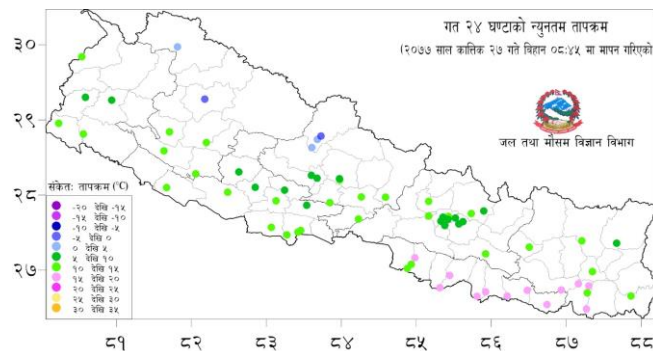 गत २४ घण्टाको न्युनतम तापक्रम
(२०७७ साल कात्तिक २७ गते बिहान ०८:४५ मा मापन गरिएको
जल तथा मौसम विज्ञान विभाग
३०
२९
२८
२७
संकेतः तापक्रम (°C)
-२० देखि -१५
-१५ देखि -१०
-१० देखि -५
-५ देखि ०
० देखि ५
५ देखि १०
१० देखि १५
१५ देखि २०
२० देखि २५
२५ देखि ३०
३० देखि ३५
८१ ८२ ८३ ८४ ८५ ८६ ८७ ८८